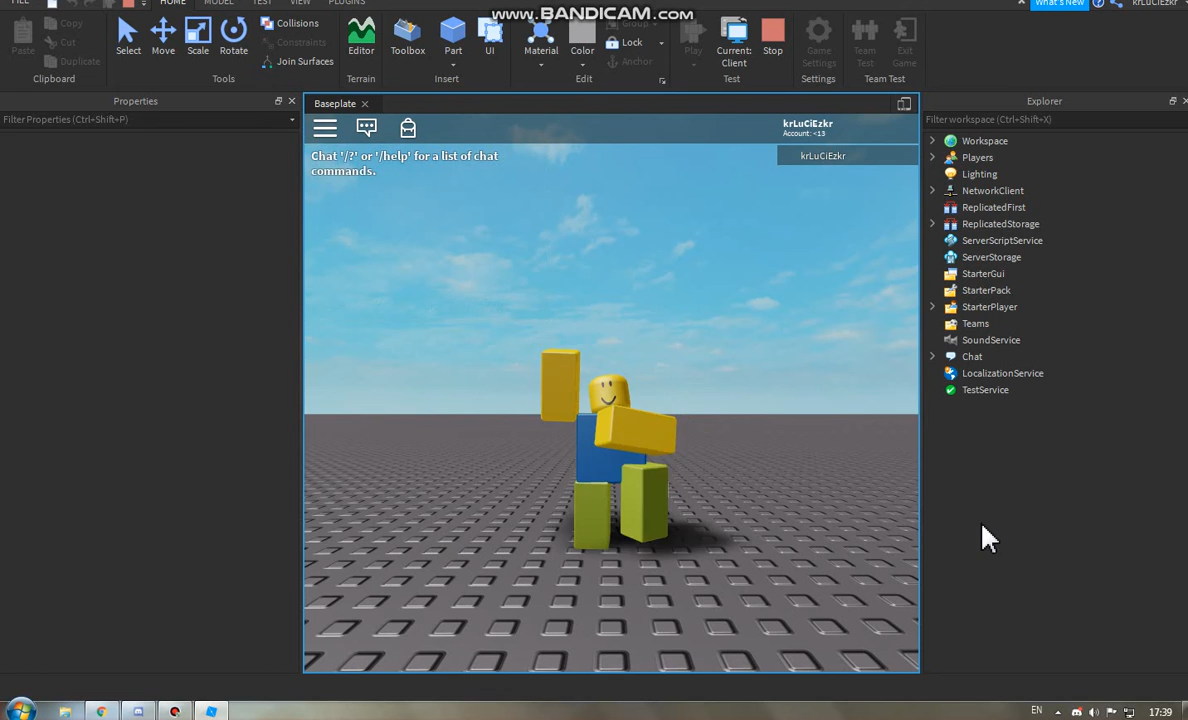 www.BANDICAM.com
FILE HOME MODEL TEST VIEW PLUGINS
What's New krLuCiEzkr
Paste Copy Cut Duplicate
Select Move Scale Rotate
Collisions
Constraints
Join Surfaces
Editor Toolbox Part UI
Material Color Group Lock Anchor
Play Current: Client Stop
Game Settings Team Test Exit Game
Clipboard Tools Terrain Insert Edit Test Settings Team Test
Properties
Filter Properties (Ctrl+Shift+P)
Baseplate
Chat '/?' or '/help' for a list of chat
commands.
krLuCiEzkr
Account: <13
krLuCiEzkr
Explorer
Filter workspace (Ctrl+Shift+X)
Workspace
Players
Lighting
NetworkClient
ReplicatedFirst
ReplicatedStorage
ServerScriptService
ServerStorage
StarterGui
StarterPack
StarterPlayer
Teams
SoundService
Chat
LocalizationService
TestService
EN 17:39